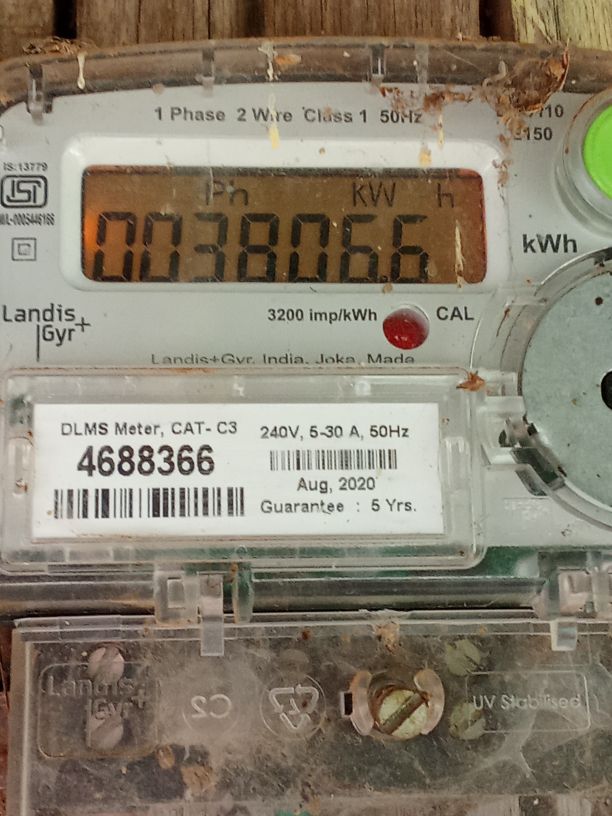 1 Phase 2 Wire Class 1 50Hz
IS:13779
Ph KW h
003806.6
kWh
Landis
Gyr+
3200 imp/kWh
CAL
Landis+Gyr, India, Joka, Made
DLMS Meter, CAT- C3
4688366
240V, 5-30 A, 50Hz
Aug, 2020
Guarantee : 5 Yrs.
Landis
Gyr+
C2
UV Stabilised